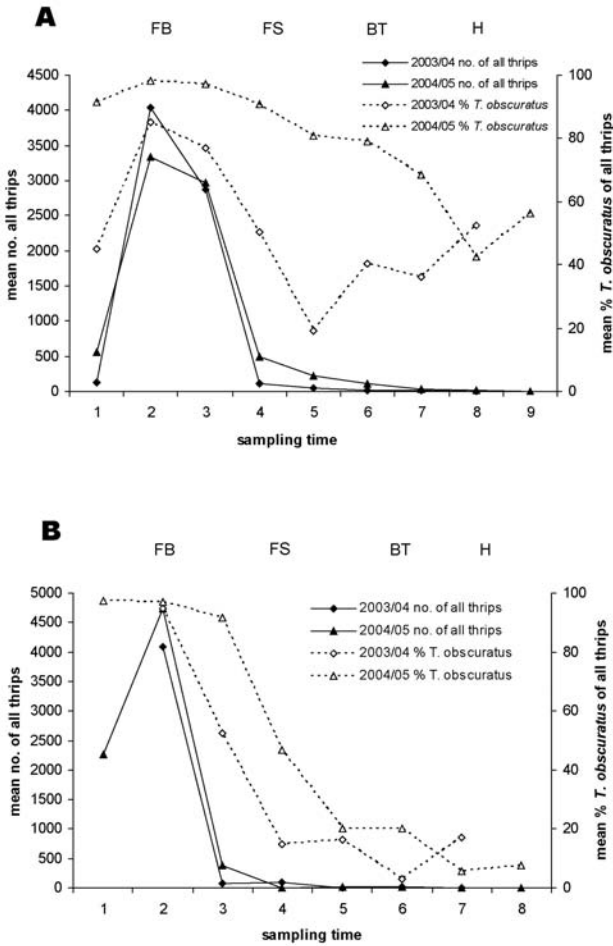 A
FB FS BT H
2003/04 no. of all thrips
2004/05 no. of all thrips
2003/04 % T. obscuratus
2004/05 % T. obscuratus
mean no. all thrips
4500
4000
3500
3000
2500
2000
1500
1000
500
0
100
80
60
40
20
0
mean % T. obscuratus of all thrips
1 2 3 4 5 6 7 8 9
sampling time
B
FB FS BT H
2003/04 no. of all thrips
2004/05 no. of all thrips
2003/04 % T. obscuratus
2004/05 % T. obscuratus
mean no. of all thrips
5000
4500
4000
3500
3000
2500
2000
1500
1000
500
0
100
80
60
40
20
0
mean % T. obscuratus of all thrips
1 2 3 4 5 6 7 8
sampling time